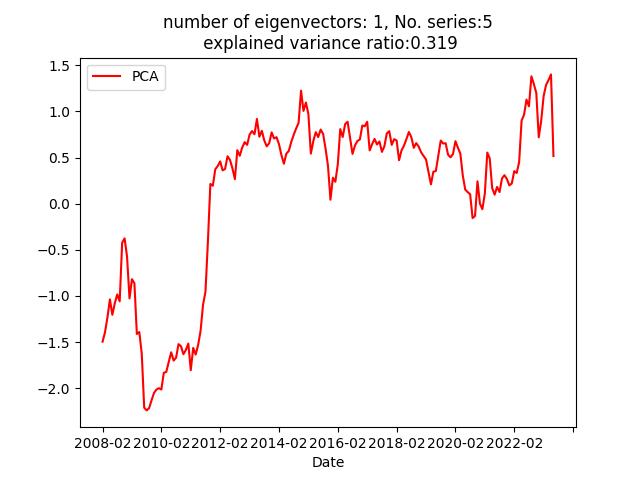 number of eigenvectors: 1, No. series:5
explained variance ratio:0.319
PCA
1.5
1.0
0.5
0.0
−0.5
−1.0
−1.5
−2.0
2008-02 2010-02 2012-02 2014-02 2016-02 2018-02 2020-02 2022-02
Date